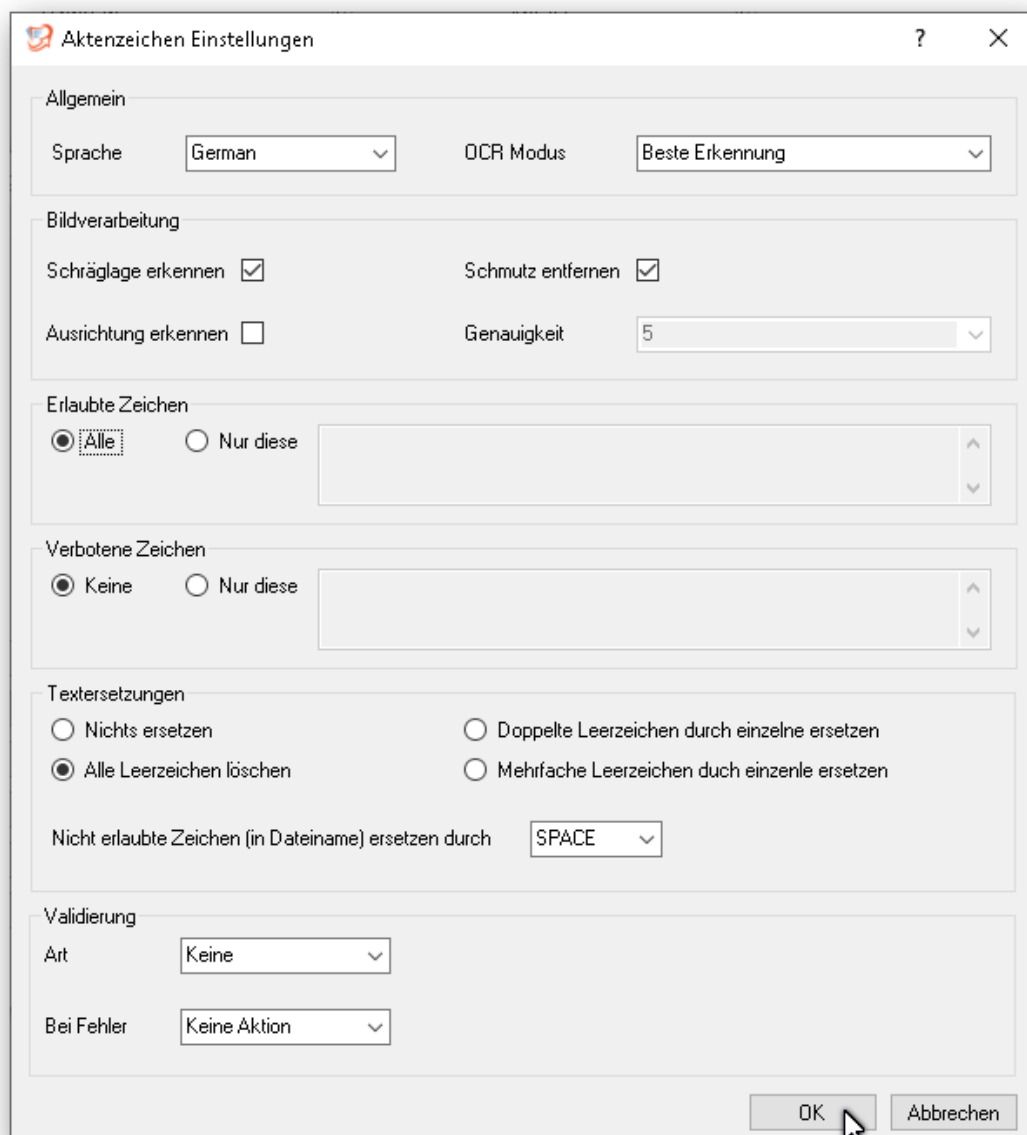 Aktenzeichen Einstellungen ?
Allgemein
Sprache German OCR Modus Beste Erkennung
Bildverarbeitung
Schräglage erkennen Schmutz entfernen
Ausrichtung erkennen Genauigkeit 5
Erlaubte Zeichen
Alle Nur diese
Verbotene Zeichen
Keine Nur diese
Textersetzungen
Nichts ersetzen Doppelte Leerzeichen durch einzelne ersetzen
Alle Leerzeichen löschen Mehrfache Leerzeichen duch einzenle ersetzen
Nicht erlaubte Zeichen (in Dateiname) ersetzen durch SPACE
Validierung
Art Keine
Bei Fehler Keine Aktion
OK Abbrechen